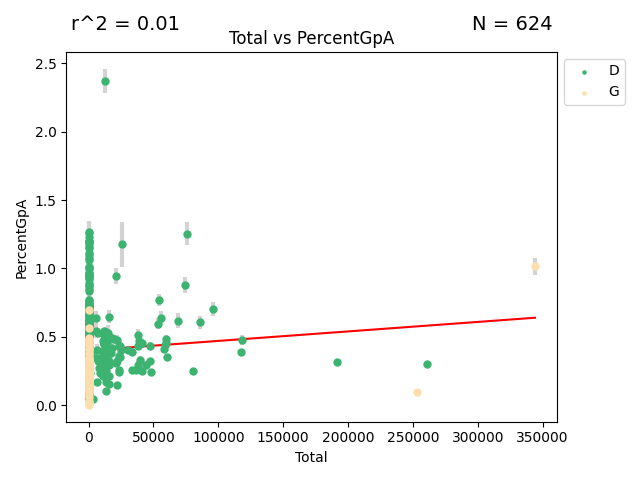 r^2 = 0.01
N = 624
Total vs PercentGpA
D
G
2.5
2.0
1.5
1.0
0.5
0.0
PercentGpA
0
50000
100000
150000
200000
250000
300000
350000
Total